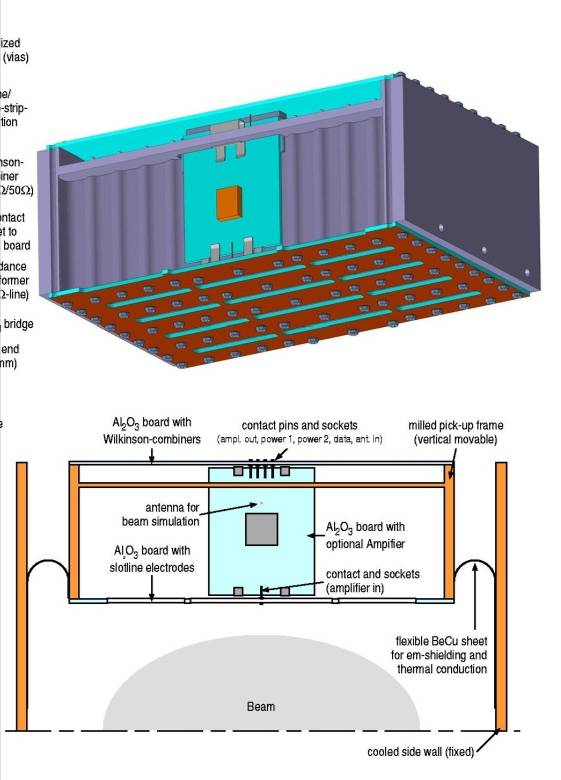 ized
(vias)
ne/
-strip-
tion
nson-
iner
Ω/50Ω)
ontact
et to
board
dance
former
Ω-line)
bridge
end
nm)
e
Al2O3 board with
Wilkinson-combiners
contact pins and sockets
(ampl. out, power 1, power 2, data, ant. in)
milled pick-up frame
(vertical movable)
antenna for
beam simulation
Al2O3 board with
optional Ampifier
AlO3 board with
slotline electrodes
contact and sockets
(amplifier in)
flexible BeCu sheet
for em-shielding and
thermal conduction
Beam
cooled side wall (fixed)